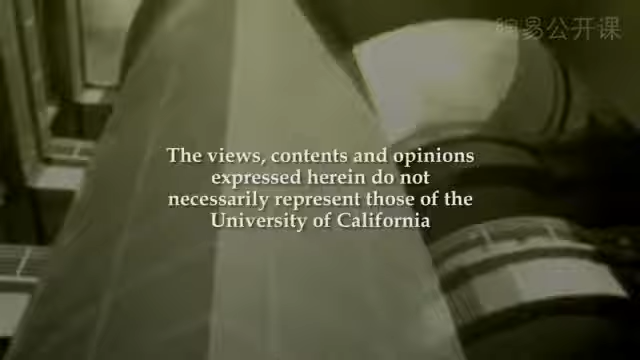 网易公开课
The views, contents and opinions
expressed herein do not
necessarily represent those of the
University of California